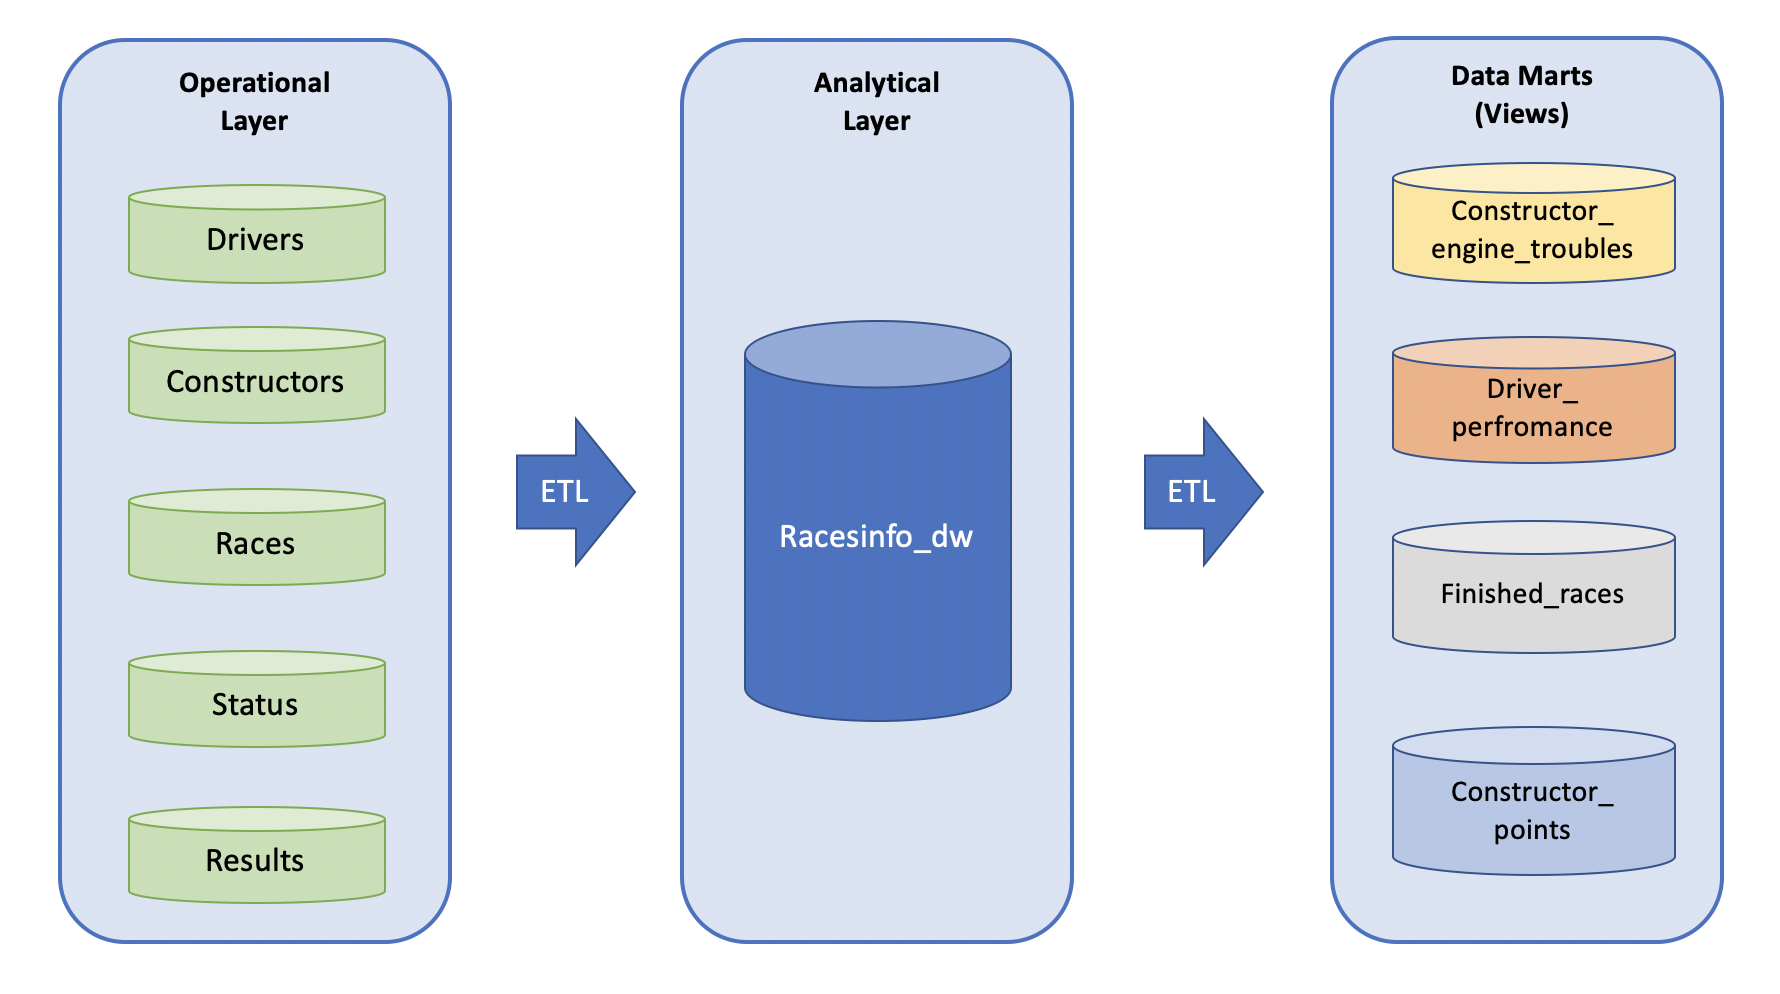 Operational
Layer
Drivers
Constructors
Races
Status
Results
ETL
Analytical
Layer
Racesinfo_dw
ETL
Data Marts
(Views)
Constructor_
engine_troubles
Driver_
perfromance
Finished_races
Constructor_
points